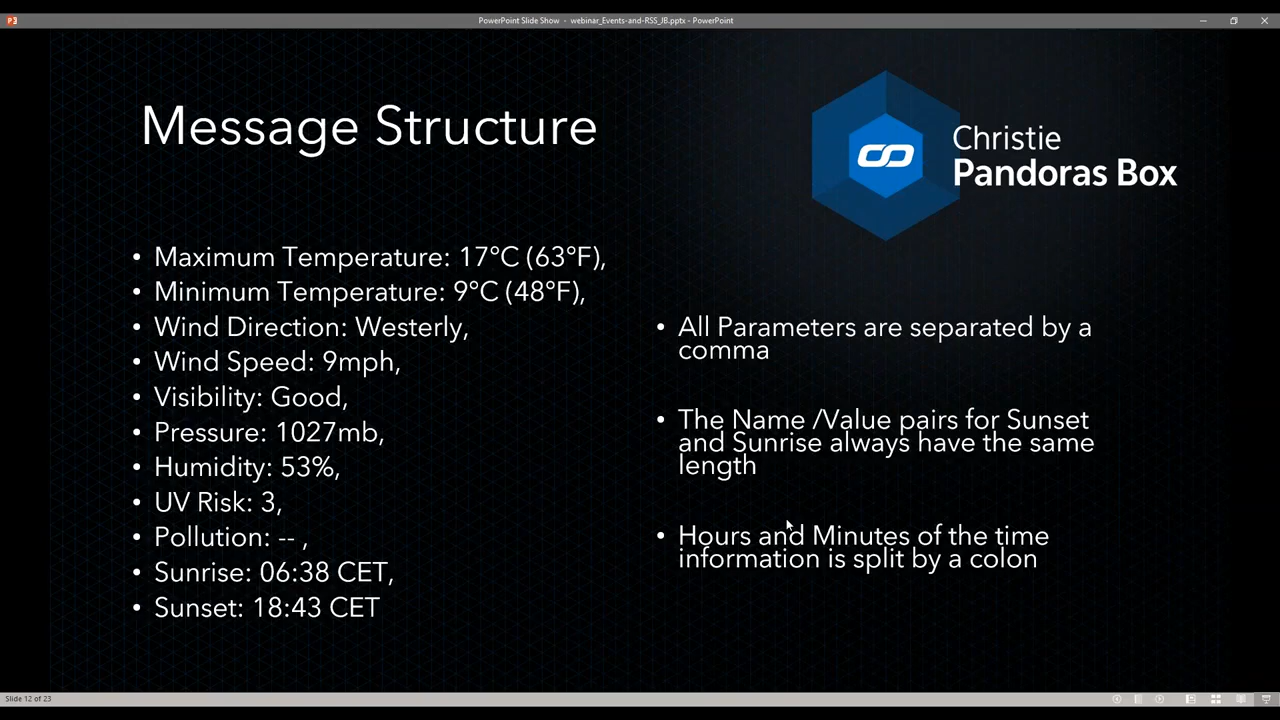 PowerPoint Slide Show - webinar_Events-and-RSS_JB.pptx - PowerPoint
Message Structure
Christie
Pandoras Box
• Maximum Temperature: 17°C (63°F),
• Minimum Temperature: 9°C (48°F),
• Wind Direction: Westerly,
• Wind Speed: 9mph,
• Visibility: Good,
• Pressure: 1027mb,
• Humidity: 53%,
• UV Risk: 3,
• Pollution: -- ,
• Sunrise: 06:38 CET,
• Sunset: 18:43 CET
• All Parameters are separated by a
comma
• The Name /Value pairs for Sunset
and Sunrise always have the same
length
• Hours and Minutes of the time
information is split by a colon
Slide 12 of 23